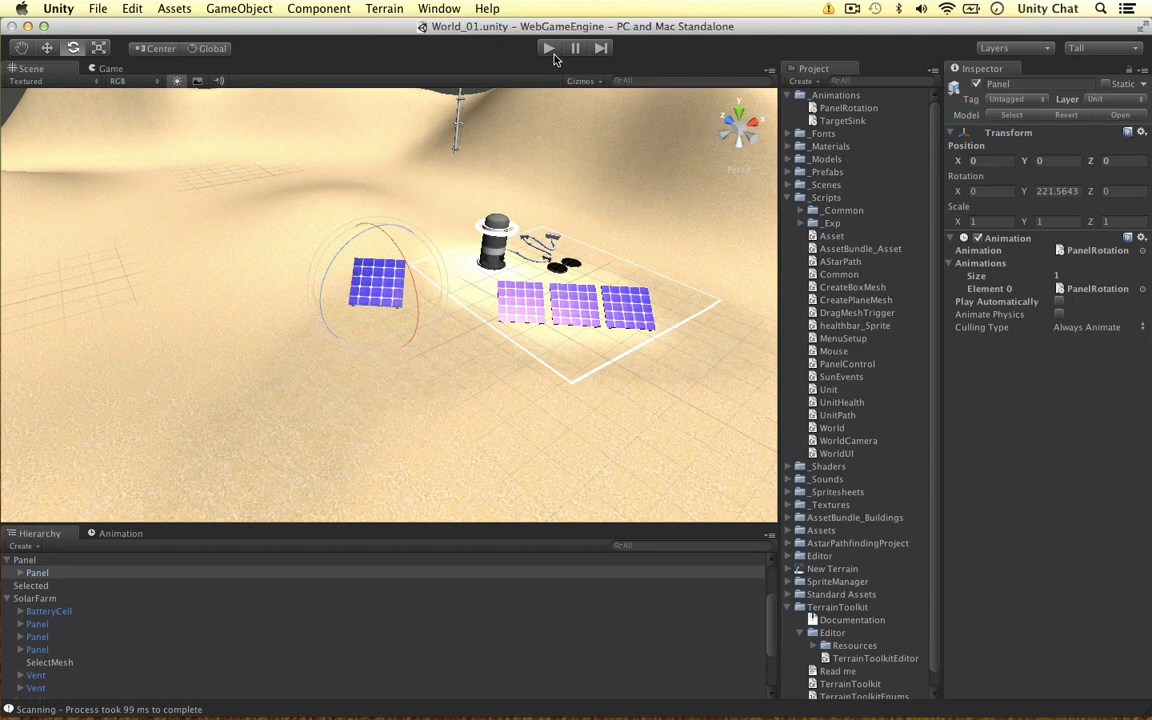 Unity File Edit Assets GameObject Component Terrain Window Help Unity Chat
World_01.unity – WebGameEngine – PC and Mac Standalone
Center Global Layers Tall
Scene Game
Textured RGB Gizmos All
y
x
z
Persp
Hierarchy Animation
Create All
Panel
Panel
Selected
SolarFarm
BatteryCell
Panel
Panel
Panel
SelectMesh
Vent
Vent
Project
Create All
_Animations
PanelRotation
TargetSink
_Fonts
_Materials
_Models
_Prefabs
_Scenes
_Scripts
_Common
_Exp
Asset
AssetBundle_Asset
AStarPath
Common
CreateBoxMesh
CreatePlaneMesh
DragMeshTrigger
healthbar_Sprite
MenuSetup
Mouse
PanelControl
SunEvents
Unit
UnitHealth
UnitPath
World
WorldCamera
WorldUI
_Shaders
_Sounds
_Spritesheets
_Textures
AssetBundle_Buildings
Assets
AstarPathfindingProject
Editor
New Terrain
SpriteManager
Standard Assets
TerrainToolkit
Documentation
Editor
Resources
TerrainToolkitEditor
Read me
TerrainToolkit
TerrainToolkitEnums
Inspector
Panel Static
Tag Untagged Layer Unit
Model Select Revert Open
Transform
Position
X 0 Y 0 Z 0
Rotation
X 0 Y 221.5643 Z 0
Scale
X 1 Y 1 Z 1
Animation
Animation PanelRotation
Animations
Size 1
Element 0 PanelRotation
Play Automatically
Animate Physics
Culling Type Always Animate
Scanning – Process took 99 ms to complete